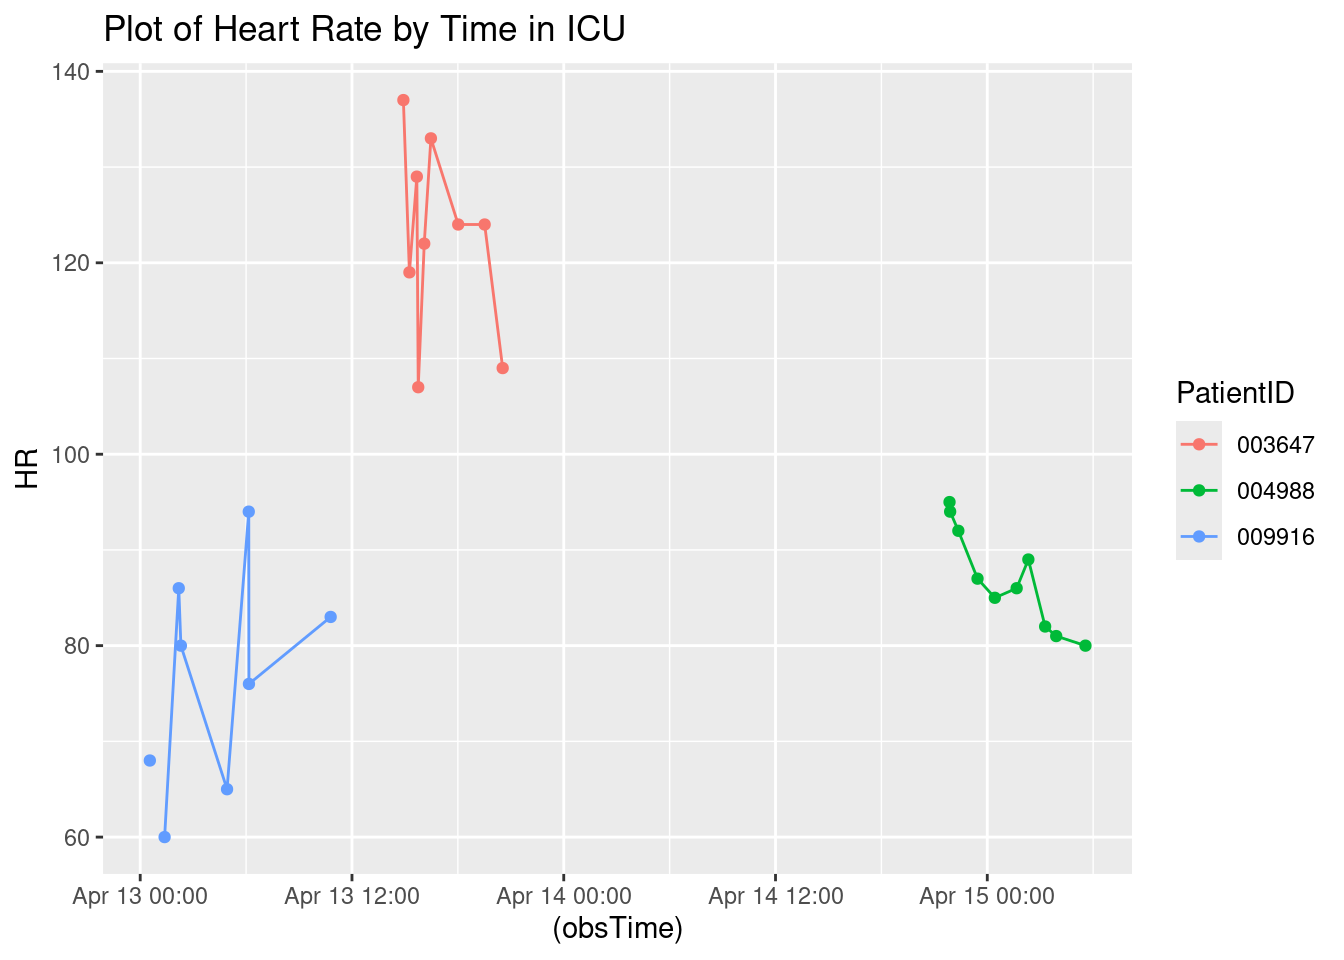 Plot of Heart Rate by Time in ICU
140
120
100
80
60
HR
Apr 13 00:00
Apr 13 12:00
Apr 14 00:00
Apr 14 12:00
Apr 15 00:00
(obsTime)
PatientID
003647
004988
009916